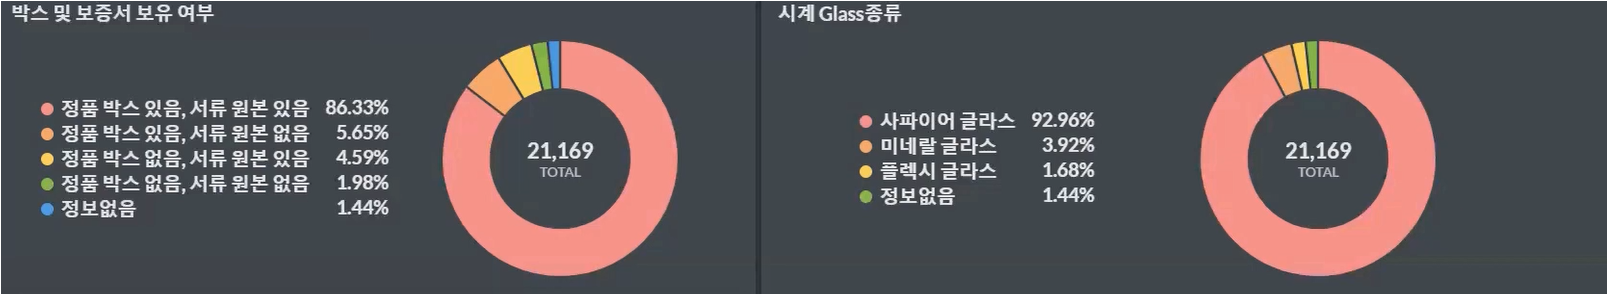 박스 및 보증서 보유 여부
정품 박스 있음, 서류 원본 있음 86.33%
정품 박스 있음, 서류 원본 없음 5.65%
정품 박스 없음, 서류 원본 있음 4.59%
정품 박스 없음, 서류 원본 없음 1.98%
정보없음 1.44%
21,169
TOTAL
시계 Glass종류
사파이어 글라스 92.96%
미네랄 글라스 3.92%
플렉시 글라스 1.68%
정보없음 1.44%
21,169
TOTAL